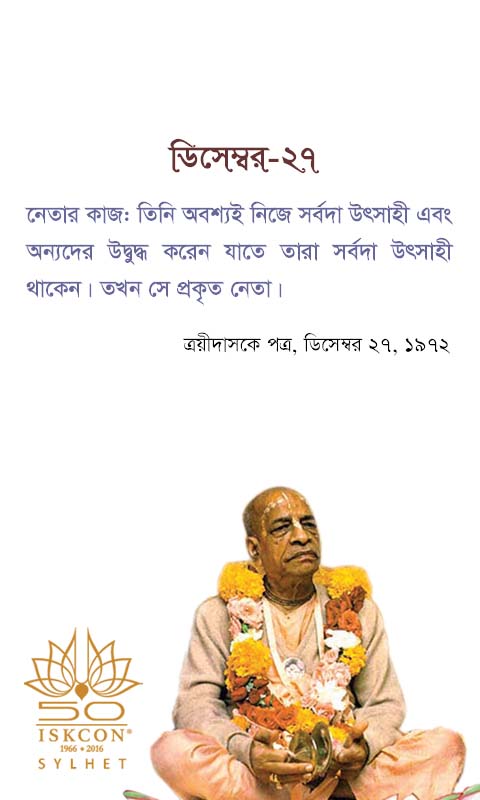 ডিসেম্বর-২৭
নেতার কাজ: তিনি অবশ্যই নিজে সর্বদা উৎসাহী এবং
অন্যদের উদ্বুদ্ধ করেন যাতে তারা সর্বদা উৎসাহী
থাকেন। তখন সে প্রকৃত নেতা।
ত্রয়ীদাসকে পত্র, ডিসেম্বর ২৭, ১৯৭২
50
ISKCON®
1966 • 2016
SYLHET